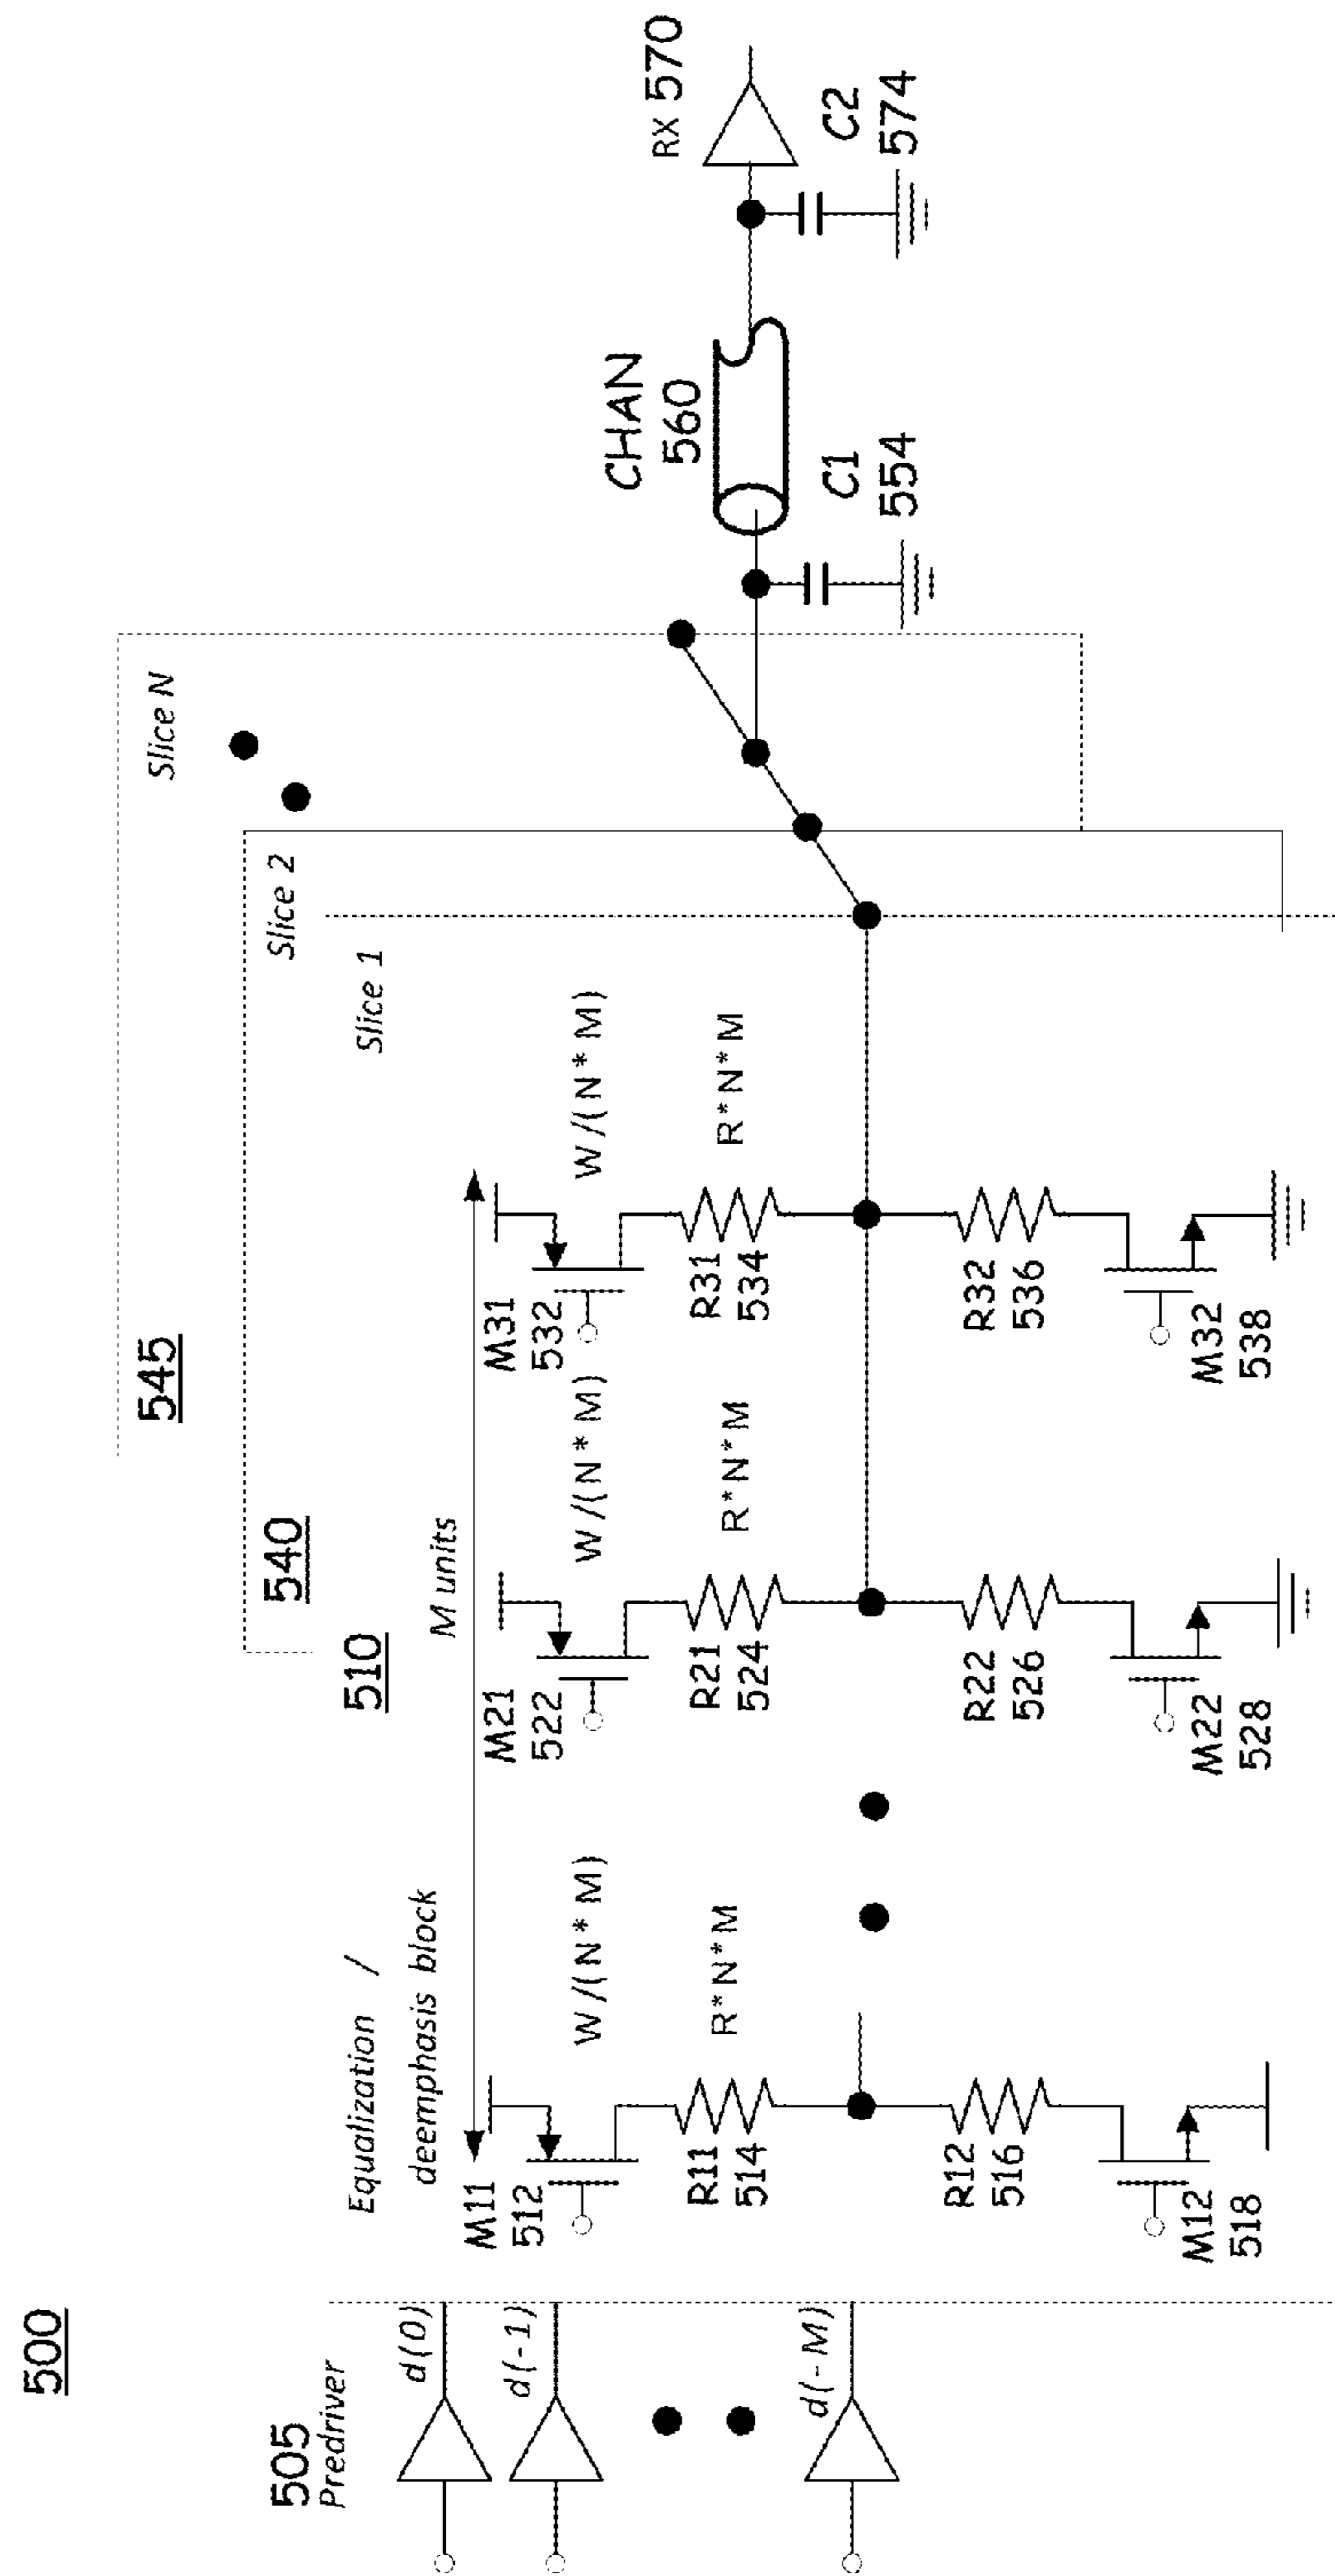 500
505
Predriver
d(0)
d(-1)
d(-M)
Equalization /
deemphasis block
M units
510
540
545
Slice 1
Slice 2
Slice N
M11
512
W/(N*M)
R11
514
R*N*M
R12
516
M12
518
M21
522
W/(N*M)
R21
524
R*N*M
R22
526
M22
528
M31
532
W/(N*M)
R31
534
R*N*M
R32
536
M32
538
CHAN
560
C1
554
RX 570
C2
574